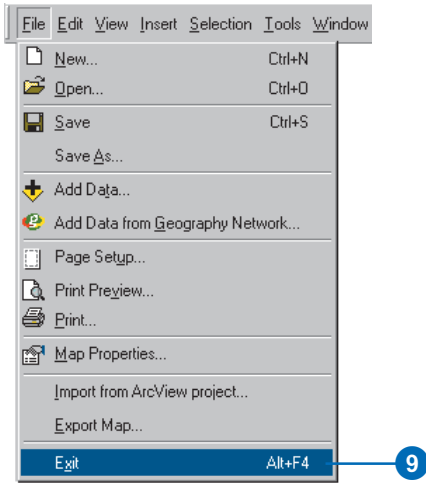 File Edit View Insert Selection Tools Window
New... Ctrl+N
Open... Ctrl+O
Save Ctrl+S
Save As...
Add Data...
Add Data from Geography Network...
Page Setup...
Print Preview...
Print...
Map Properties...
Import from ArcView project...
Export Map...
Exit Alt+F4 9